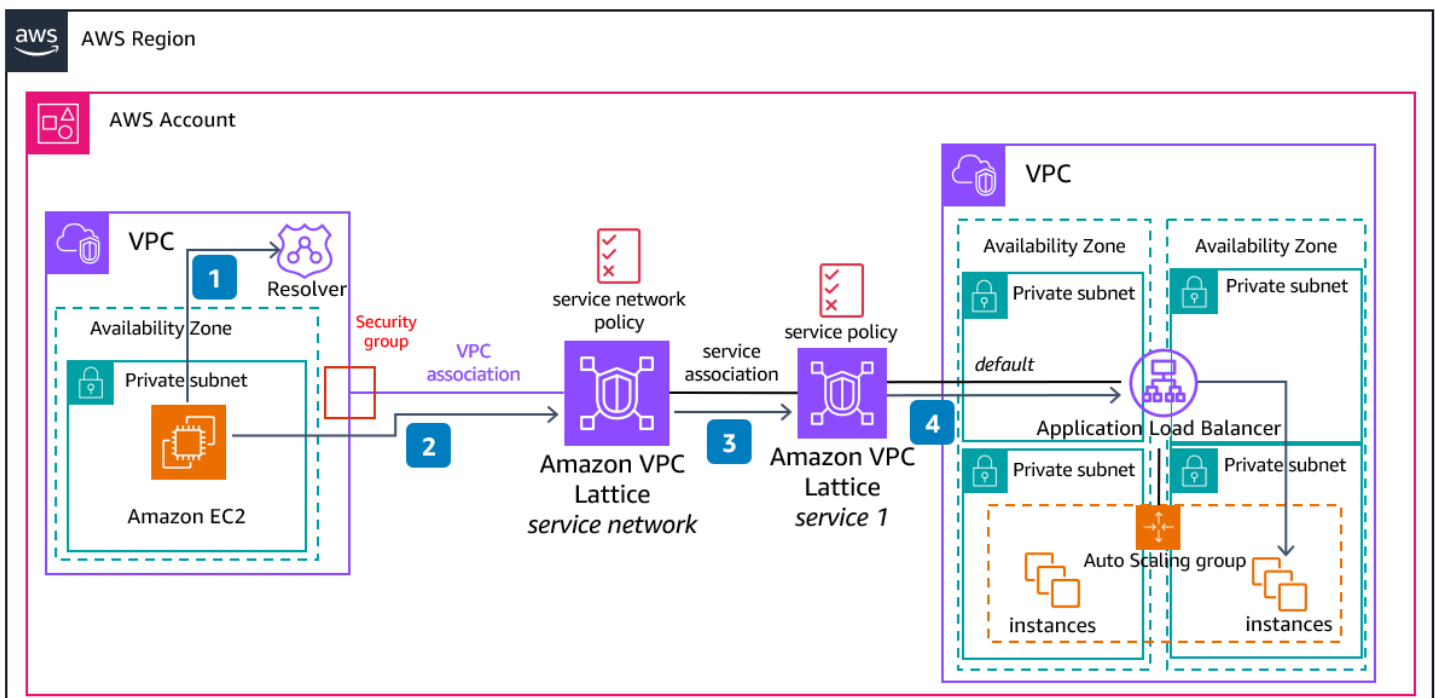 aws
AWS Region
AWS Account
VPC
1
Resolver
Availability Zone
Private subnet
Amazon EC2
Security
group
VPC
association
2
service network
policy
Amazon VPC
Lattice
service network
service
association
3
service policy
Amazon VPC
Lattice
service 1
4
default
VPC
Availability Zone
Availability Zone
Private subnet
Private subnet
Application Load Balancer
Private subnet
Private subnet
Auto Scaling group
instances
instances